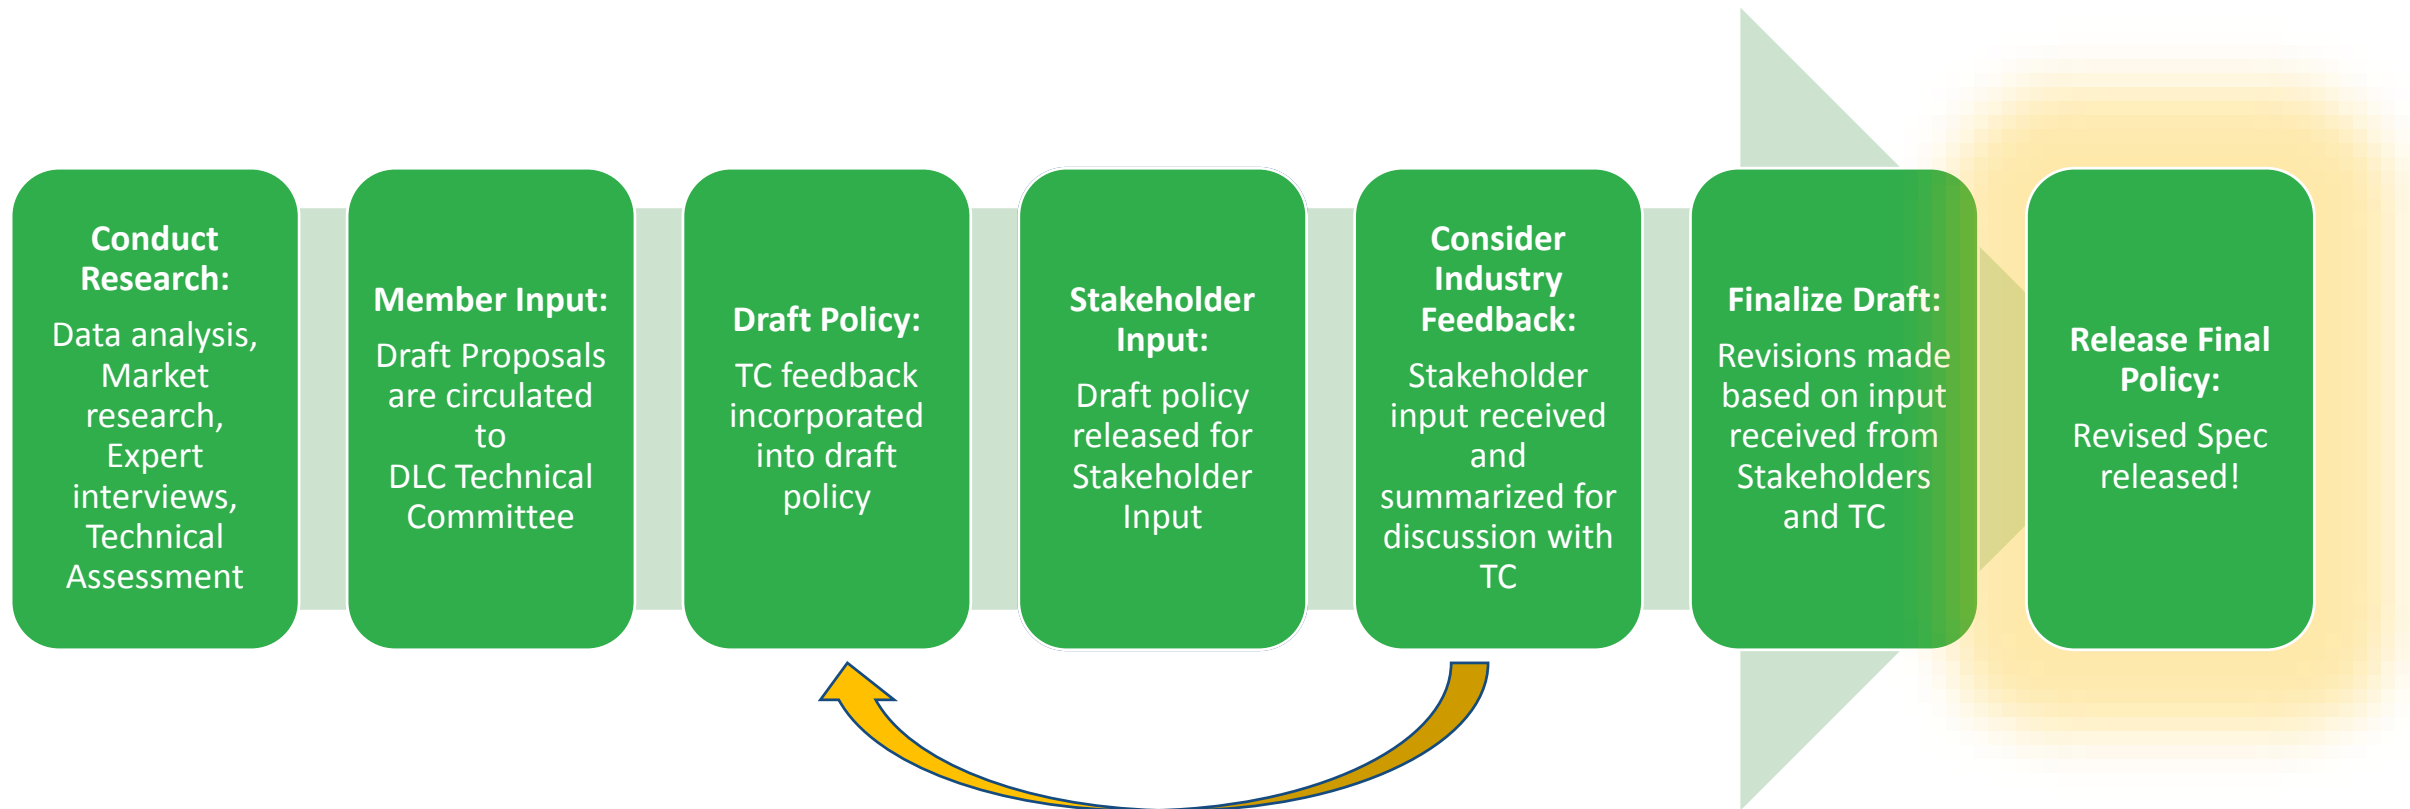 Conduct
Research:
Data analysis,
Market
research,
Expert
interviews,
Technical
Assessment
Member Input:
Draft Proposals
are circulated
to
DLC Technical
Committee
Draft Policy:
TC feedback
incorporated
into draft
policy
Stakeholder
Input:
Draft policy
released for
Stakeholder
Input
Consider
Industry
Feedback:
Stakeholder
input received
and
summarized for
discussion with
TC
Finalize Draft:
Revisions made
based on input
received from
Stakeholders
and TC
Release Final
Policy:
Revised Spec
released!